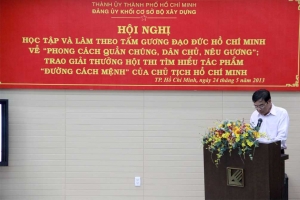 THÀNH ỦY THÀNH PHỐ HỒ CHÍ MINH
ĐẢNG ỦY KHỐI CƠ SỞ BỘ XÂY DỰNG
HỘI NGHỊ
HỌC TẬP VÀ LÀM THEO TẤM GƯƠNG ĐẠO ĐỨC HỒ CHÍ MINH
VỀ "PHONG CÁCH QUẦN CHÚNG, DÂN CHỦ, NÊU GƯƠNG";
TRAO GIẢI THƯỞNG HỘI THI TÌM HIỂU TÁC PHẨM
"ĐƯỜNG CÁCH MỆNH" CỦA CHỦ TỊCH HỒ CHÍ MINH
TP. Hồ Chí Minh, ngày 24 tháng 5 năm 2013